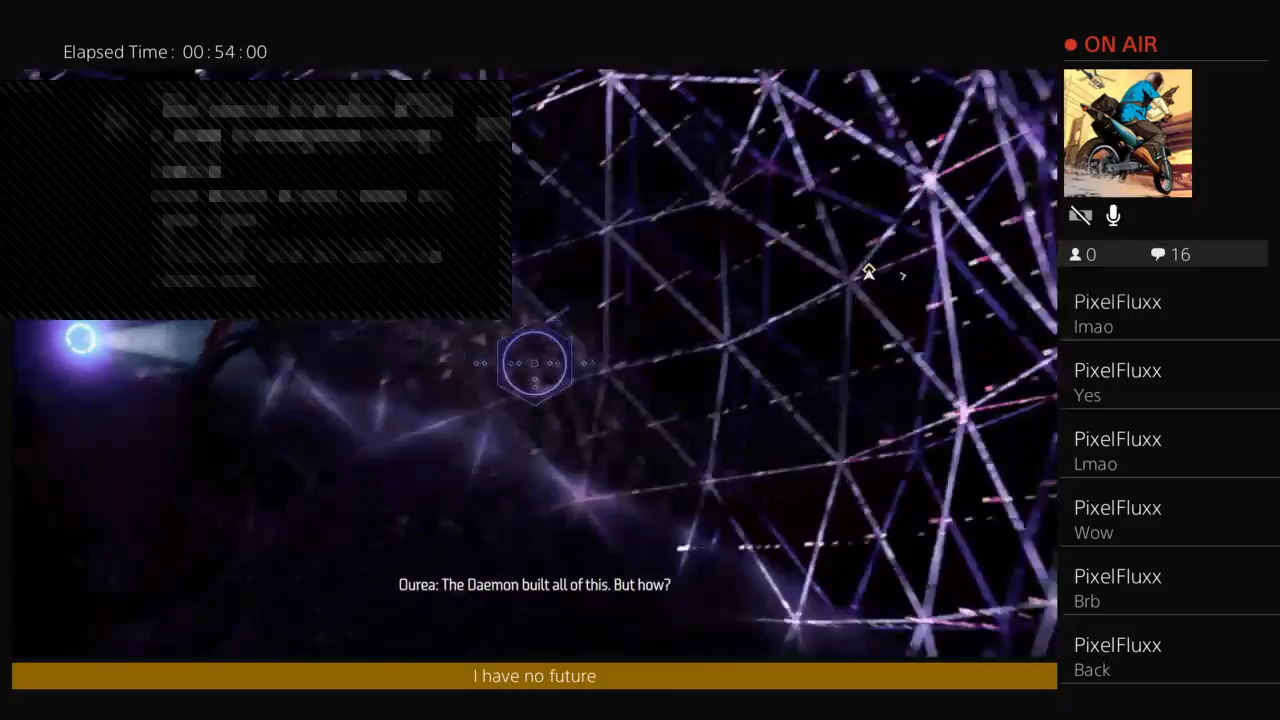 Elapsed Time: 00:54:00
ON AIR
0
16
PixelFluxx
lmao
PixelFluxx
Yes
PixelFluxx
Lmao
PixelFluxx
Wow
PixelFluxx
Brb
PixelFluxx
Back
Ourea: The Daemon built all of this. But how?
I have no future